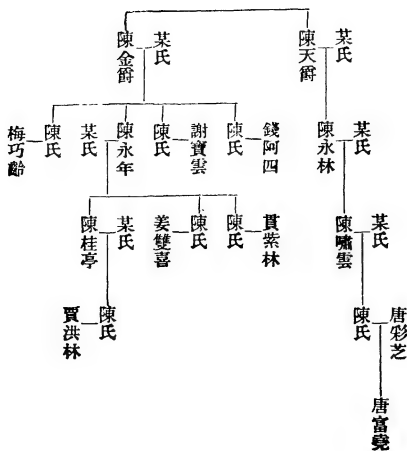 陳金爵 某氏 陳天爵 某氏
梅巧齡 陳氏 某氏 陳永年 陳氏 謝寶雲 陳氏 錢阿四 陳永林 某氏
陳桂亭 某氏 姜雙喜 陳氏 陳氏 貫紫林 陳嘯雲 某氏
賈洪林 陳氏 陳氏 唐彩芝
唐富堯